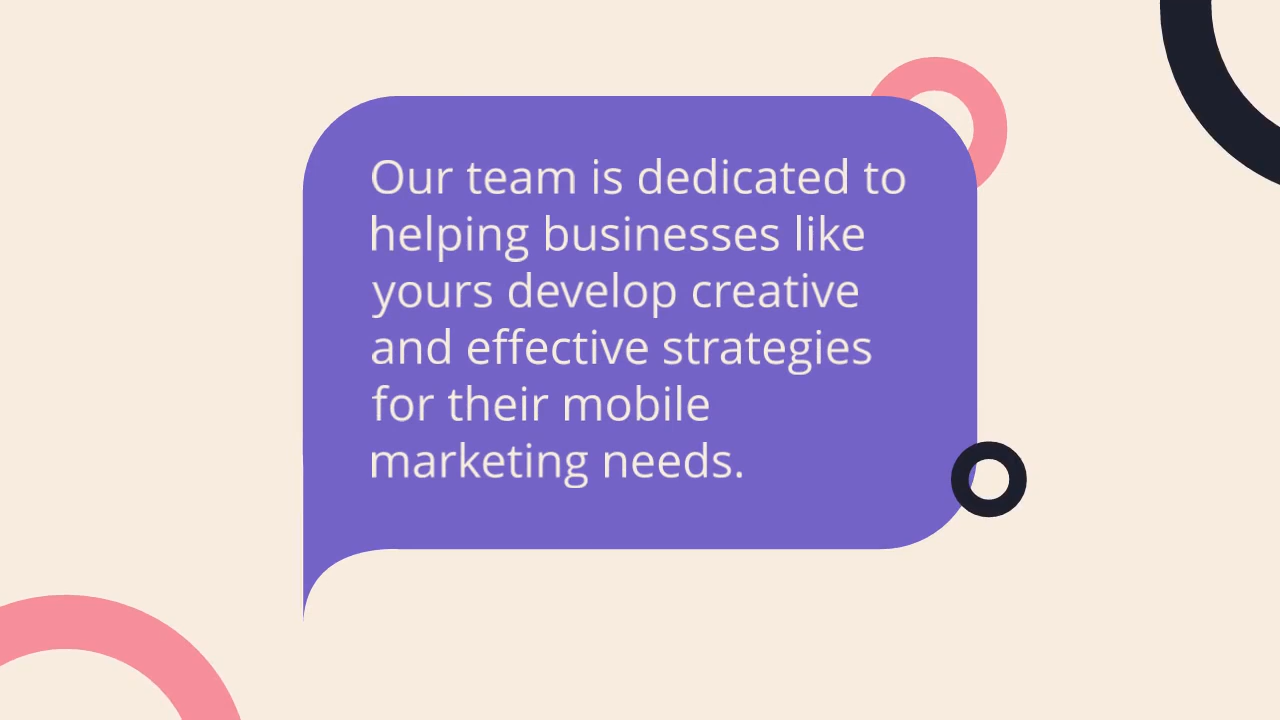 Our team is dedicated to
helping businesses like
yours develop creative
and effective strategies
for their mobile
marketing needs.